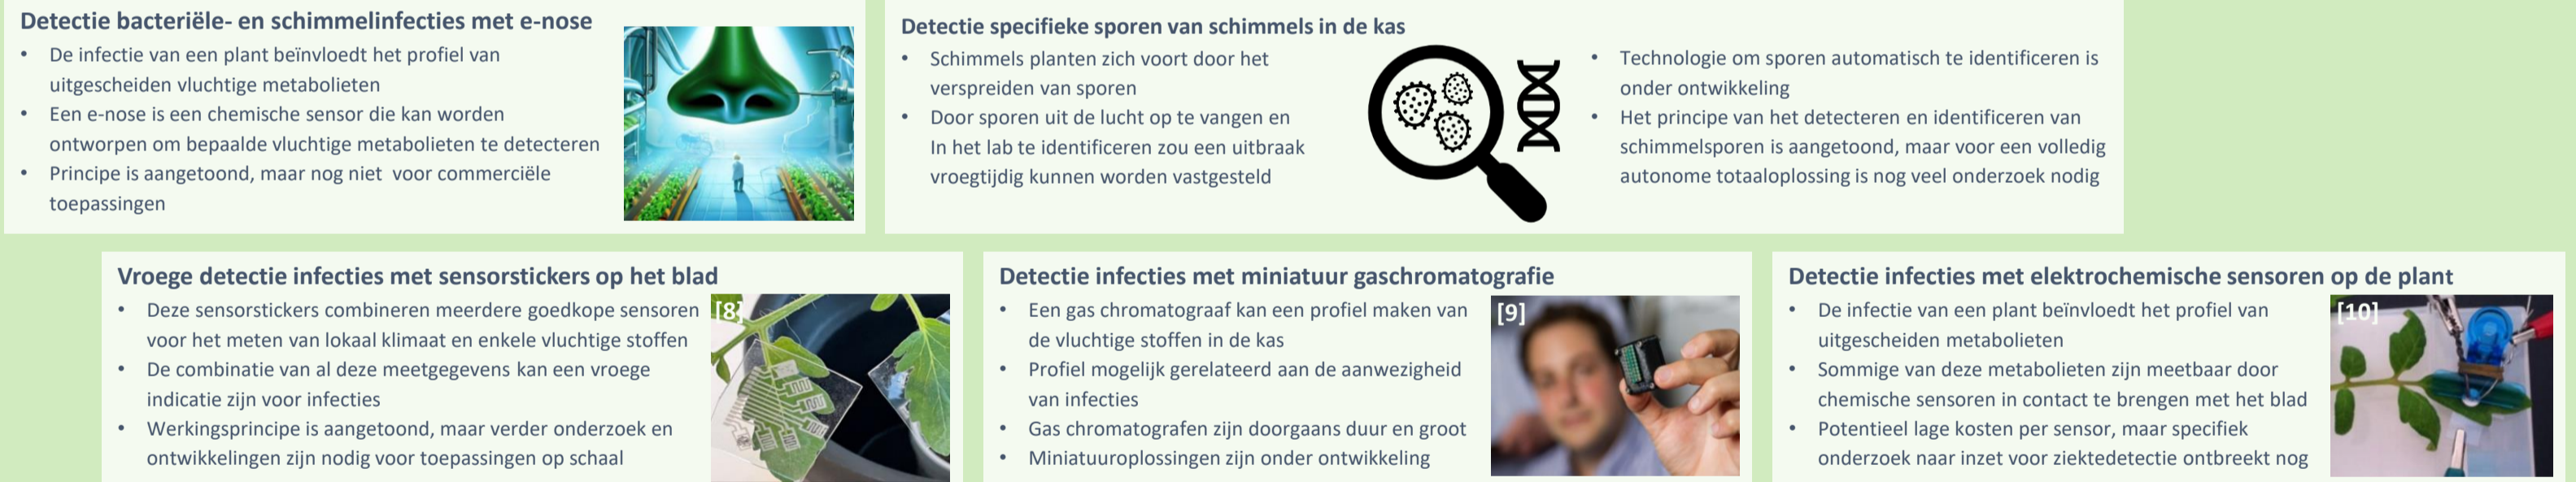 Detectie bacteriële- en schimmelinfecties met e-nose
• De infectie van een plant beïnvloedt het profiel van
uitgescheiden vluchtige metabolieten
• Een e-nose is een chemische sensor die kan worden
ontworpen om bepaalde vluchtige metabolieten te detecteren
• Principe is aangetoond, maar nog niet voor commerciële
toepassingen
Detectie specifieke sporen van schimmels in de kas
• Schimmels planten zich voort door het
verspreiden van sporen
• Door sporen uit de lucht op te vangen en
In het lab te identificeren zou een uitbraak
vroegtijdig kunnen worden vastgesteld
• Technologie om sporen automatisch te identificeren is
onder ontwikkeling
• Het principe van het detecteren en identificeren van
schimmelsporen is aangetoond, maar voor een volledig
autonome totaaloplossing is nog veel onderzoek nodig
Vroege detectie infecties met sensorstickers op het blad
• Deze sensorstickers combineren meerdere goedkope sensoren
voor het meten van lokaal klimaat en enkele vluchtige stoffen
• De combinatie van al deze meetgegevens kan een vroege
indicatie zijn voor infecties
• Werkingsprincipe is aangetoond, maar verder onderzoek en
ontwikkelingen zijn nodig voor toepassingen op schaal
[8]
Detectie infecties met miniatuur gaschromatografie
• Een gas chromatograaf kan een profiel maken van
de vluchtige stoffen in de kas
• Profiel mogelijk gerelateerd aan de aanwezigheid
van infecties
• Gas chromatografen zijn doorgaans duur en groot
• Miniatuuroplossingen zijn onder ontwikkeling
[9]
Detectie infecties met elektrochemische sensoren op de plant
• De infectie van een plant beïnvloedt het profiel van
uitgescheiden metabolieten
• Sommige van deze metabolieten zijn meetbaar door
chemische sensoren in contact te brengen met het blad
• Potentieel lage kosten per sensor, maar specifiek
onderzoek naar inzet voor ziektedetectie ontbreekt nog
[10]